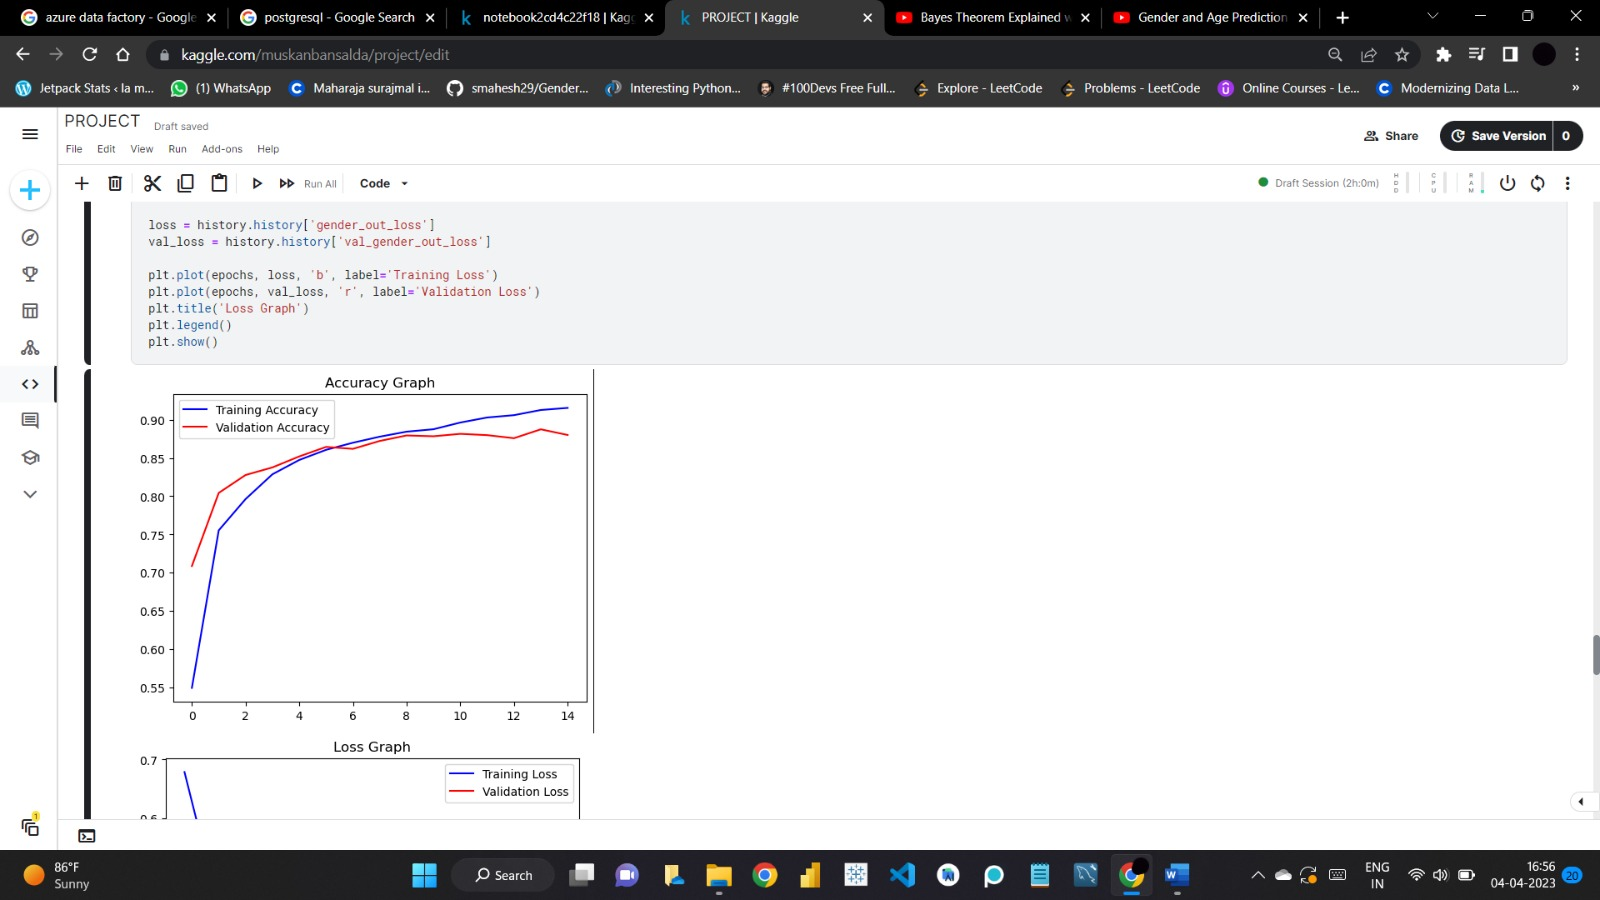 azure data factory - Google
postgresql - Google Search
notebook2cd4c22f18 | Kag
PROJECT | Kaggle
Bayes Theorem Explained w
Gender and Age Prediction
kaggle.com/muskanbansalda/project/edit
Jetpack Stats ‹ la m...
(1) WhatsApp
Maharaja surajmal i...
smahesh29/Gender...
Interesting Python...
#100Devs Free Full...
Explore - LeetCode
Problems - LeetCode
Online Courses - Le...
Modernizing Data L...
»
PROJECT
Draft saved
Share
Save Version
0
File Edit View Run Add-ons Help
Run All
Code
Draft Session (2h:0m)
HDD
CPU
RAM
loss = history.history['gender_out_loss']
val_loss = history.history['val_gender_out_loss']
plt.plot(epochs, loss, 'b', label='Training Loss')
plt.plot(epochs, val_loss, 'r', label='Validation Loss')
plt.title('Loss Graph')
plt.legend()
plt.show()
Accuracy Graph
Training Accuracy
Validation Accuracy
0.90
0.85
0.80
0.75
0.70
0.65
0.60
0.55
0 2 4 6 8 10 12 14
Loss Graph
0.7
Training Loss
Validation Loss
0.6
1
86°F
Sunny
Search
ENG
IN
16:56
04-04-2023
20